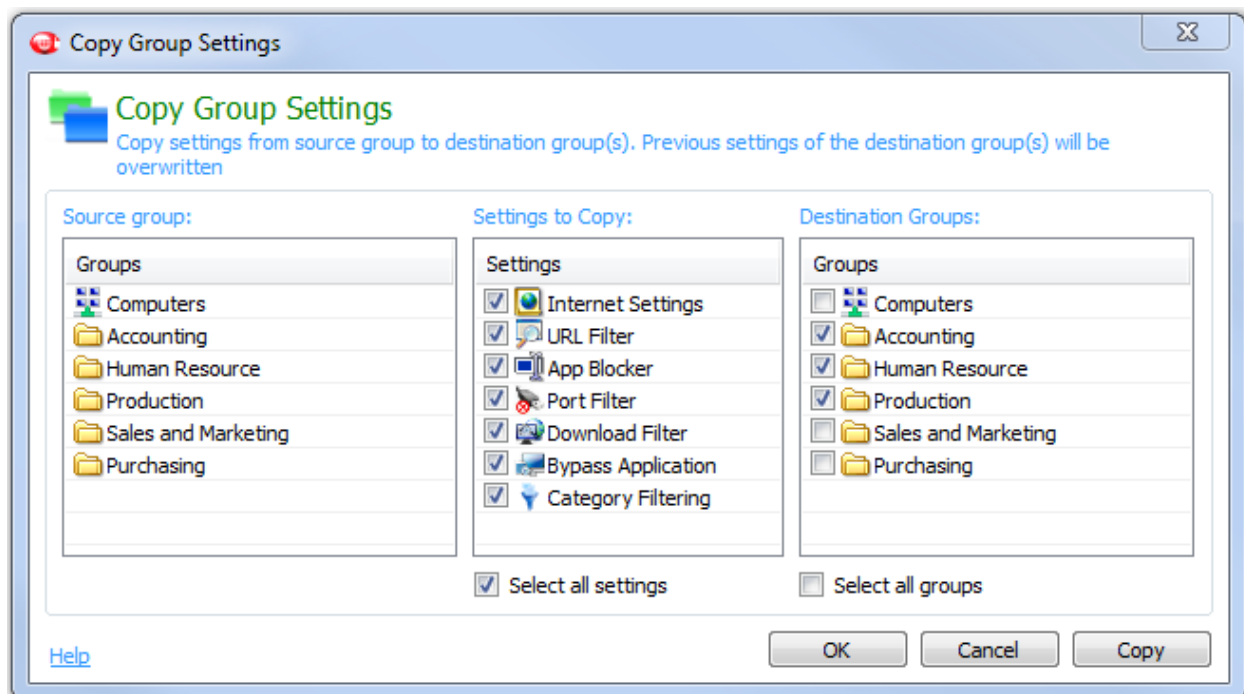 Copy Group Settings
Copy Group Settings
Copy settings from source group to destination group(s). Previous settings of the destination group(s) will be
overwritten
Source group:
Groups
Computers
Accounting
Human Resource
Production
Sales and Marketing
Purchasing
Settings to Copy:
Settings
Internet Settings
URL Filter
App Blocker
Port Filter
Download Filter
Bypass Application
Category Filtering
Select all settings
Destination Groups:
Groups
Computers
Accounting
Human Resource
Production
Sales and Marketing
Purchasing
Select all groups
Help
OK
Cancel
Copy